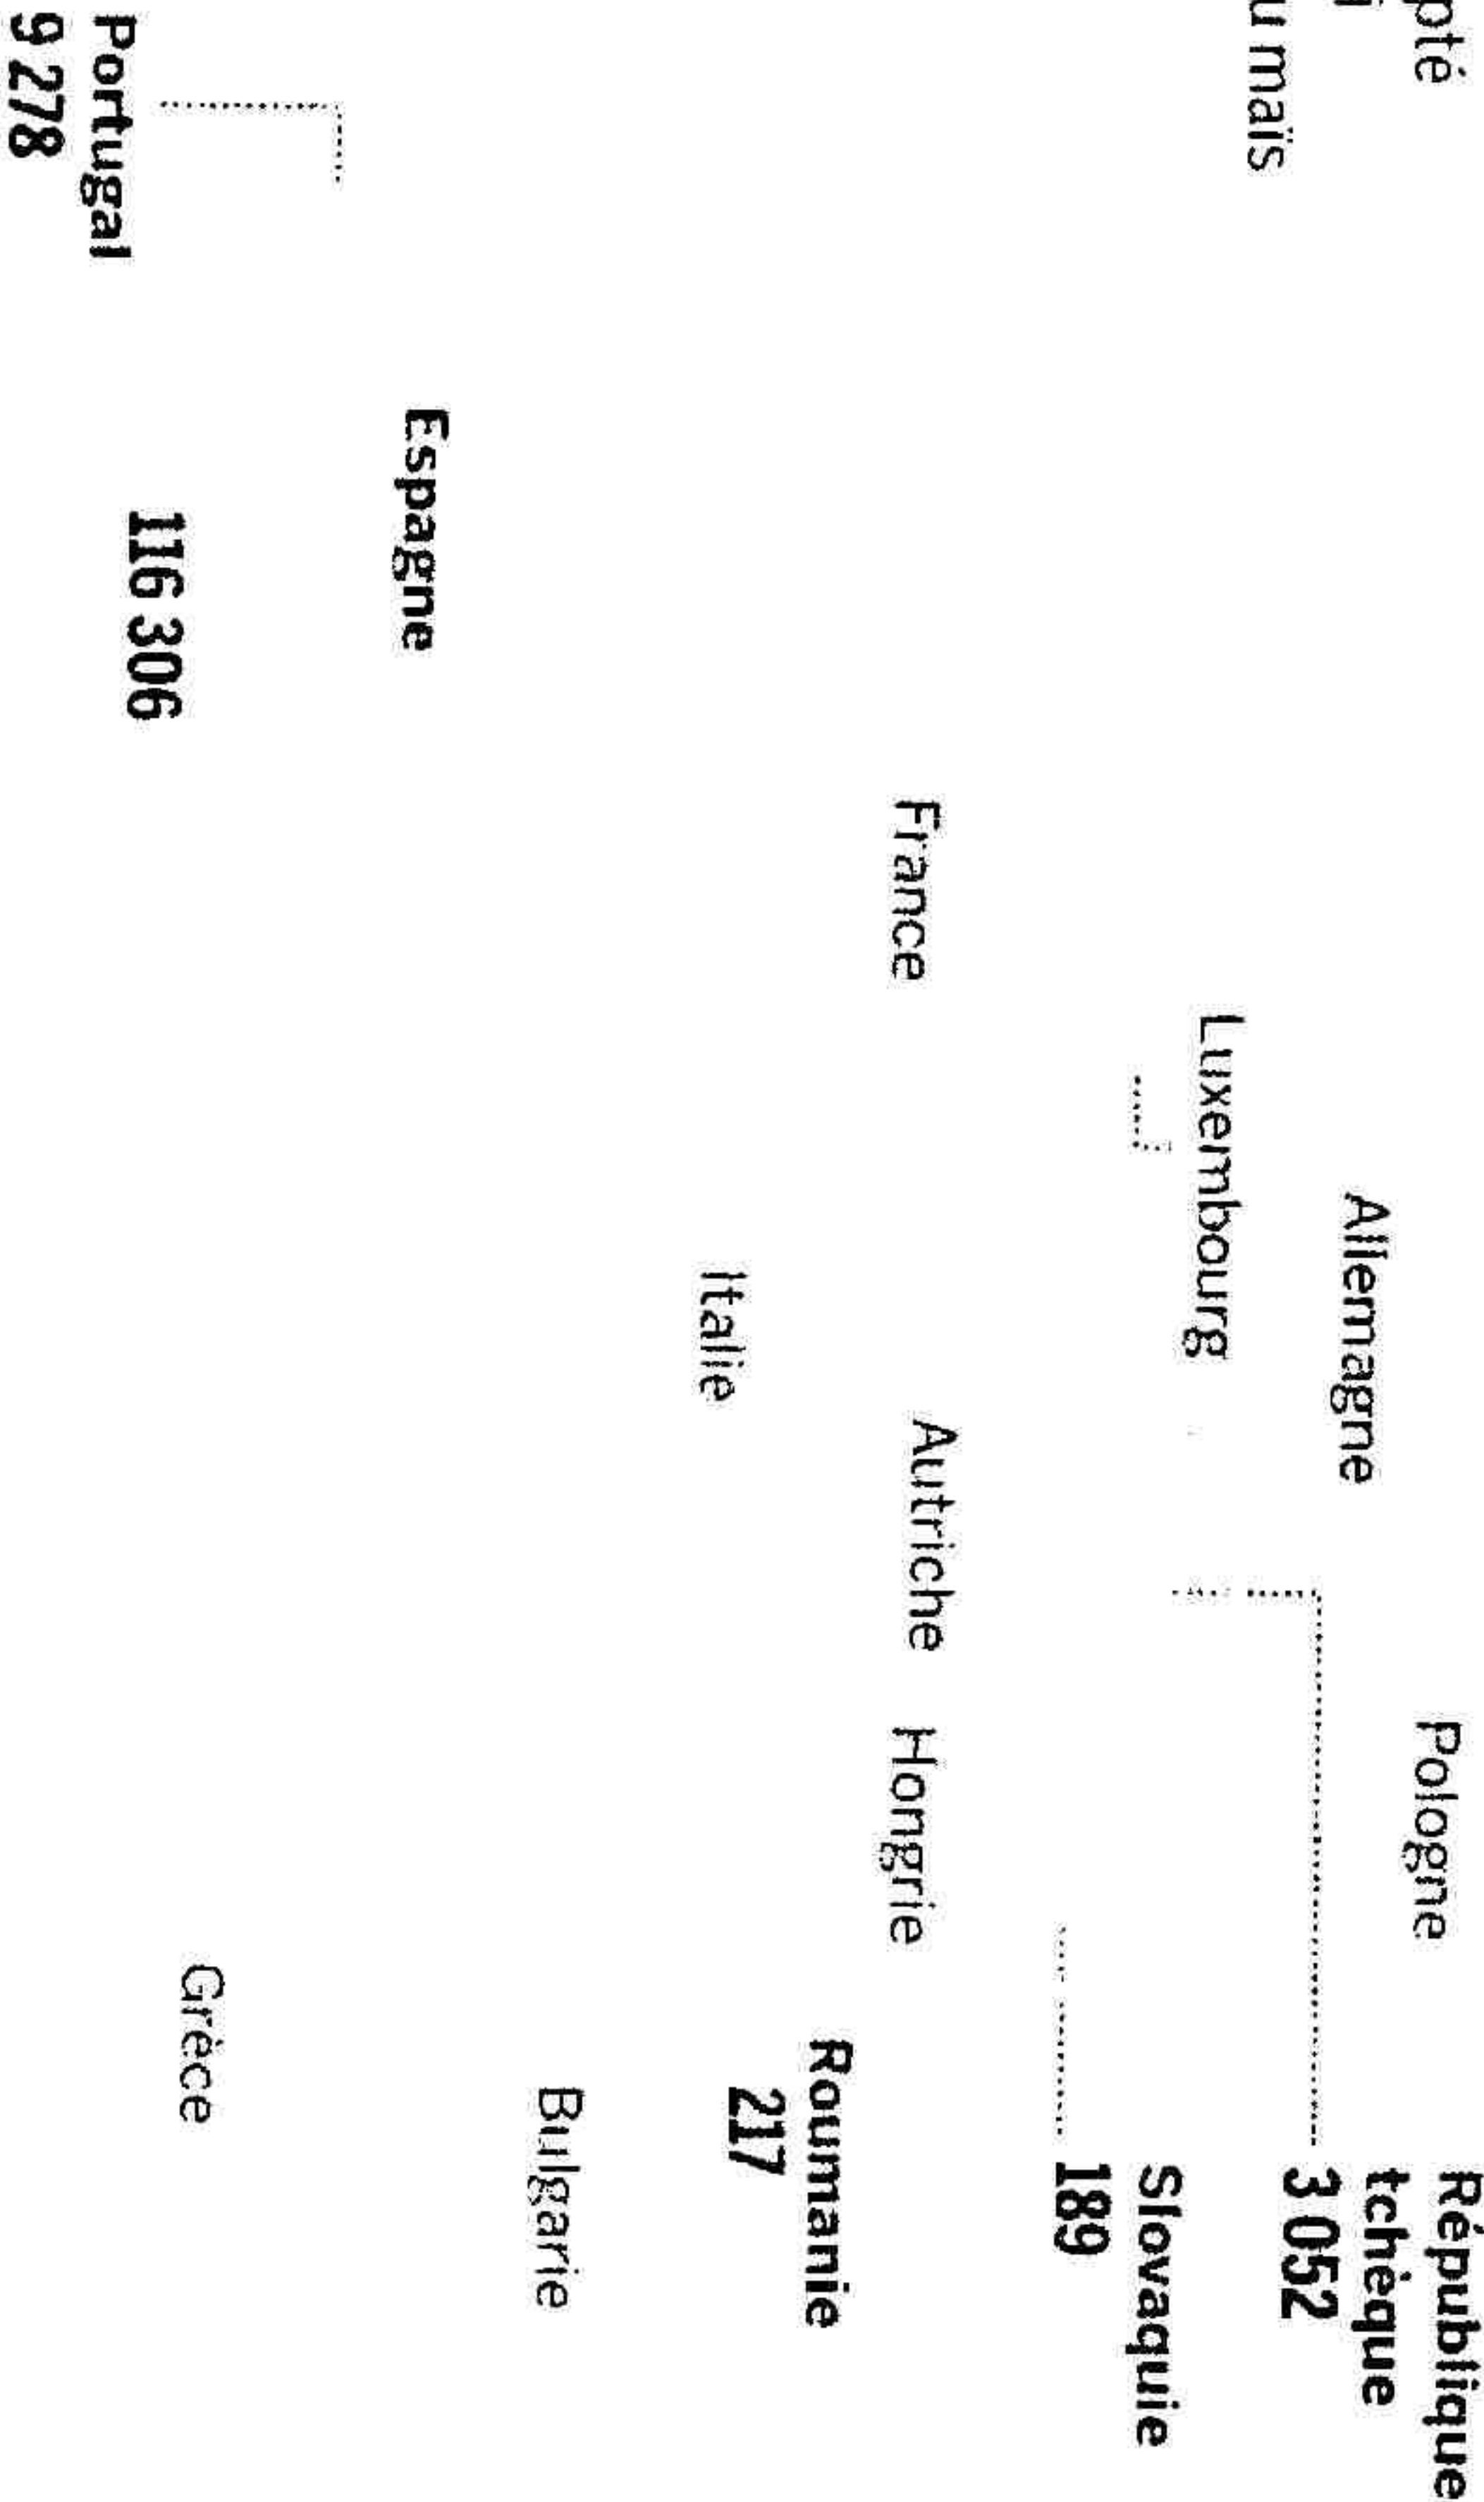 pté
u maïs
Pologne
République
tchèque
3 052
Allemagne
Luxembourg
Slovaquie
189
France
Autriche
Hongrie
Roumanie
217
Italie
Bulgarie
Espagne
116 306
Grèce
Portugal
9 278